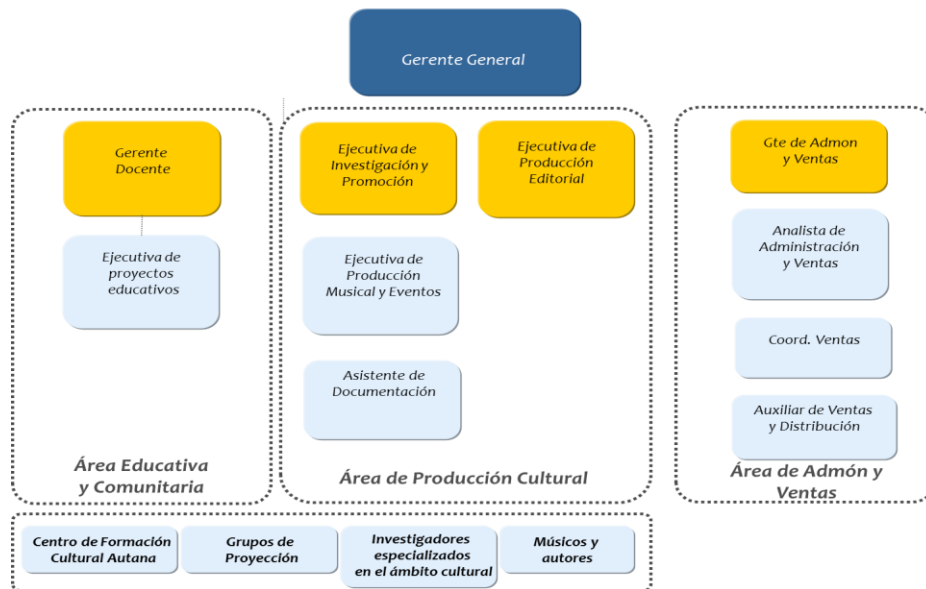 Gerente General
Gerente
Docente
Ejecutiva de
proyectos
educativos
Área Educativa
y Comunitaria
Ejecutiva de
Investigación y
Promoción
Ejecutiva de
Producción
Editorial
Ejecutiva de
Producción
Musical y Eventos
Asistente de
Documentación
Área de Producción Cultural
Gte de Admon
y Ventas
Analista de
Administración
y Ventas
Coord. Ventas
Auxiliar de Ventas
y Distribución
Área de Admón y
Ventas
Centro de Formación
Cultural Autana
Grupos de
Proyección
Investigadores
especializados
en el ámbito cultural
Músicos y
autores